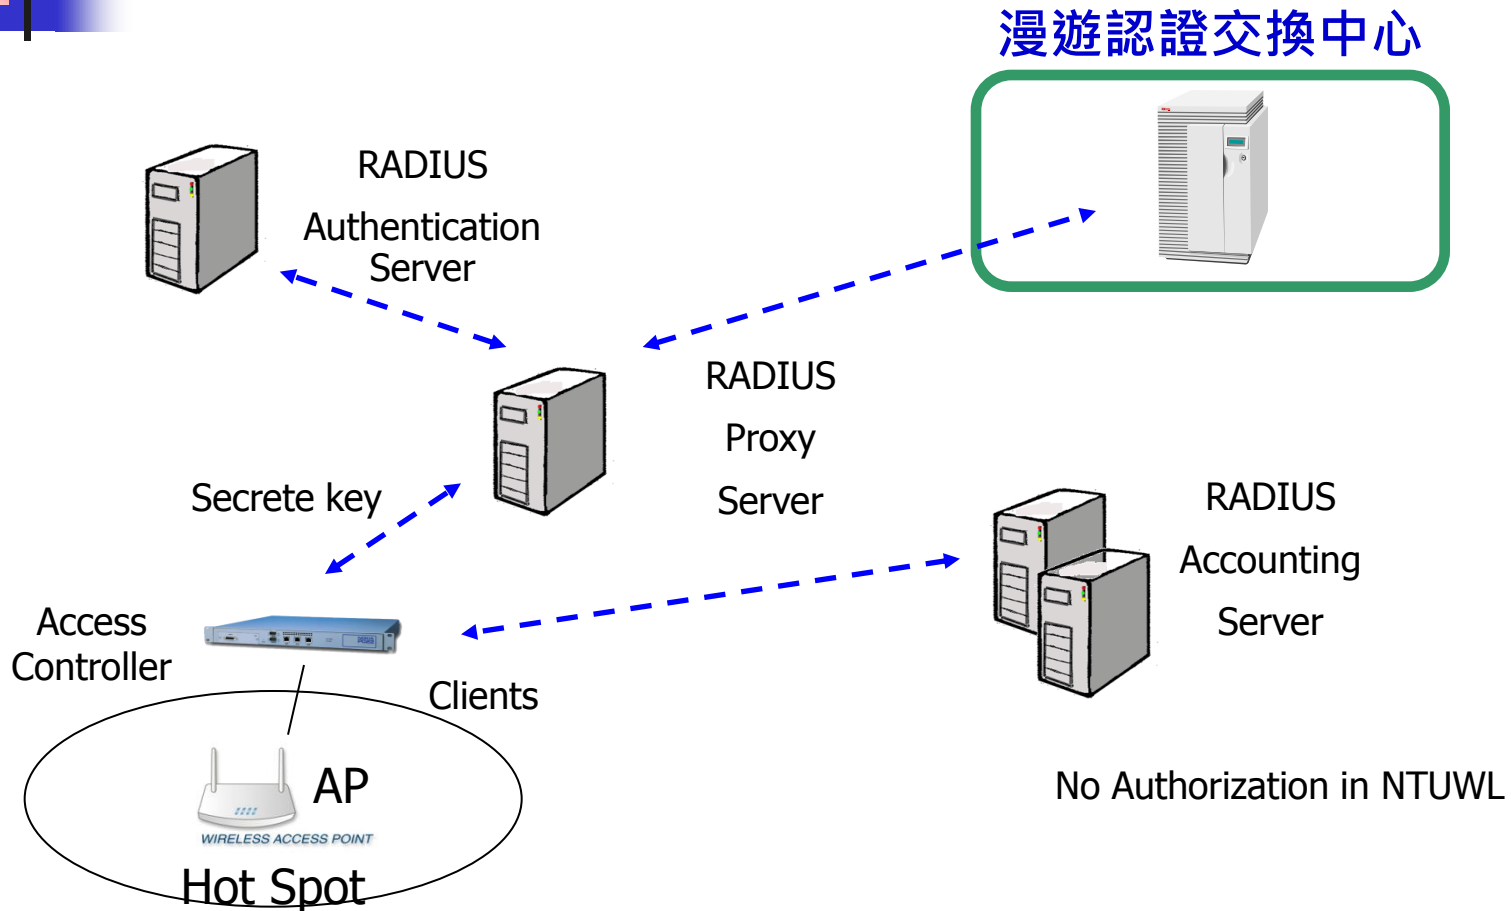 漫遊認證交換中心
RADIUS
Authentication
Server
RADIUS
Proxy
Server
Secrete key
RADIUS
Accounting
Server
Access
Controller
Clients
AP
WIRELESS ACCESS POINT
Hot Spot
No Authorization in NTUWL